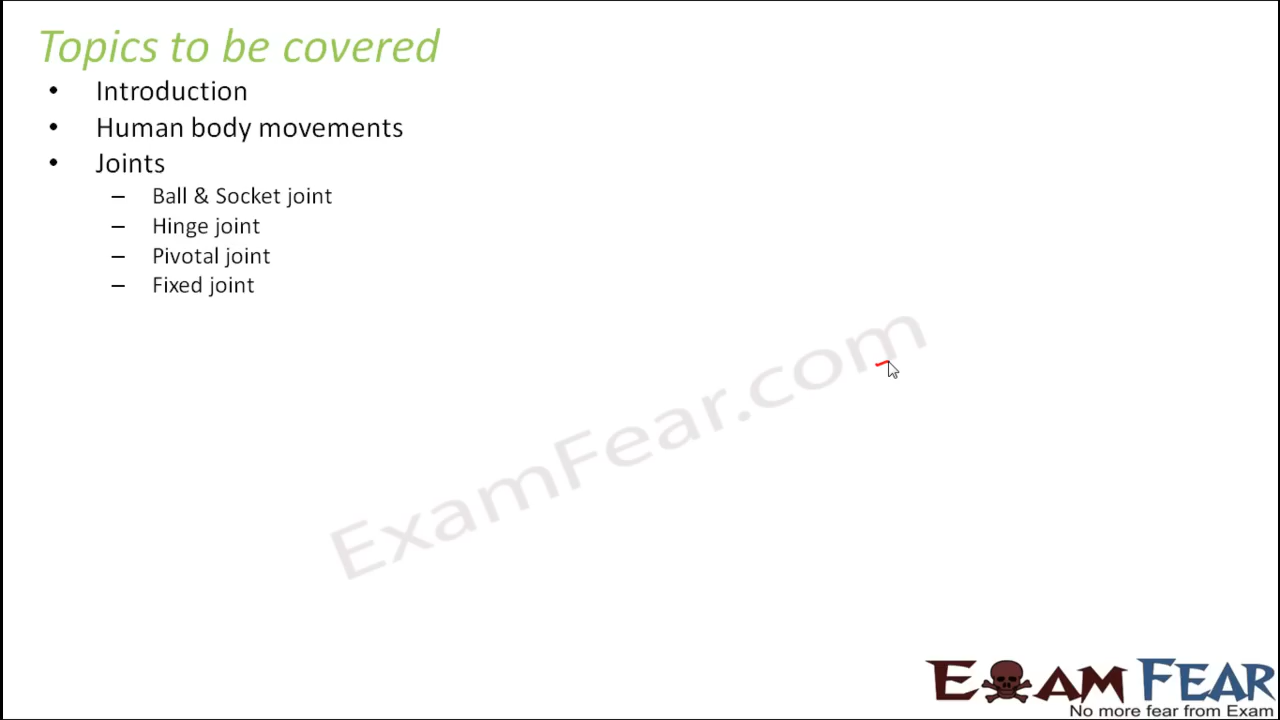 Topics to be covered
• Introduction
• Human body movements
• Joints
– Ball & Socket joint
– Hinge joint
– Pivotal joint
– Fixed joint
ExamFear.com
EXAM FEAR
No more fear from Exam